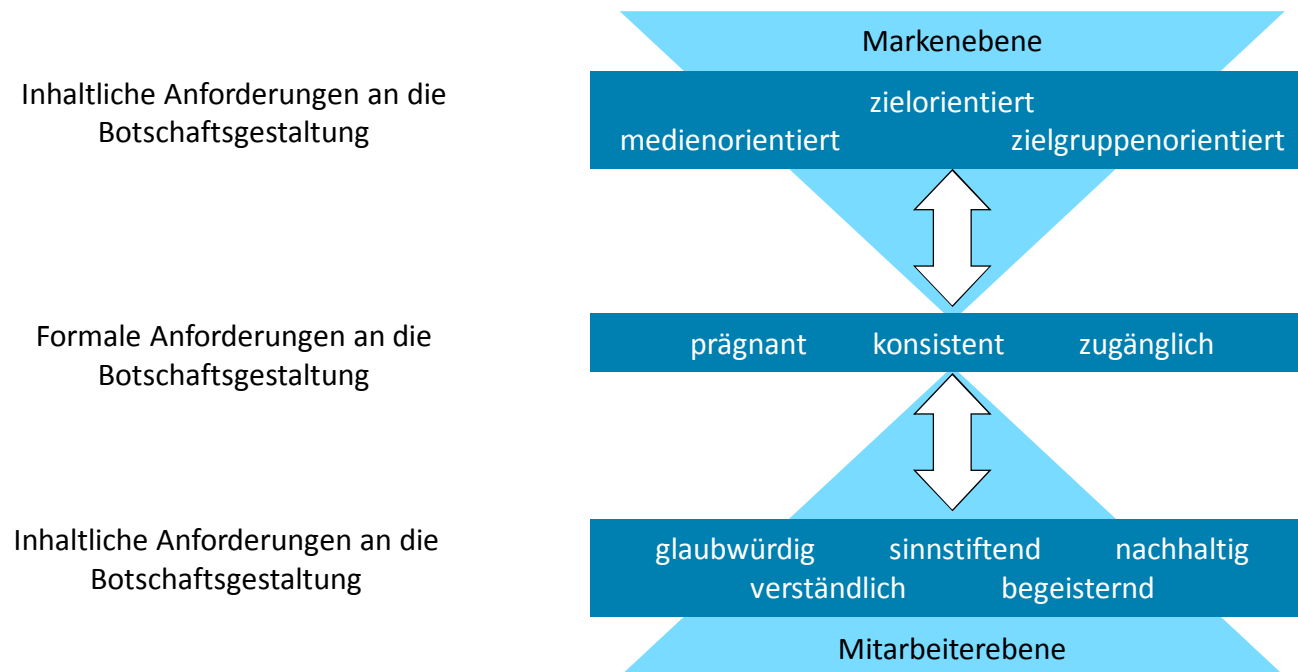 Markenebene
Inhaltliche Anforderungen an die
Botschaftsgestaltung
zielorientiert
medienorientiert zielgruppenorientiert
Formale Anforderungen an die
Botschaftsgestaltung
prägnant konsistent zugänglich
Inhaltliche Anforderungen an die
Botschaftsgestaltung
glaubwürdig sinnstiftend nachhaltig
verständlich begeisternd
Mitarbeiterebene